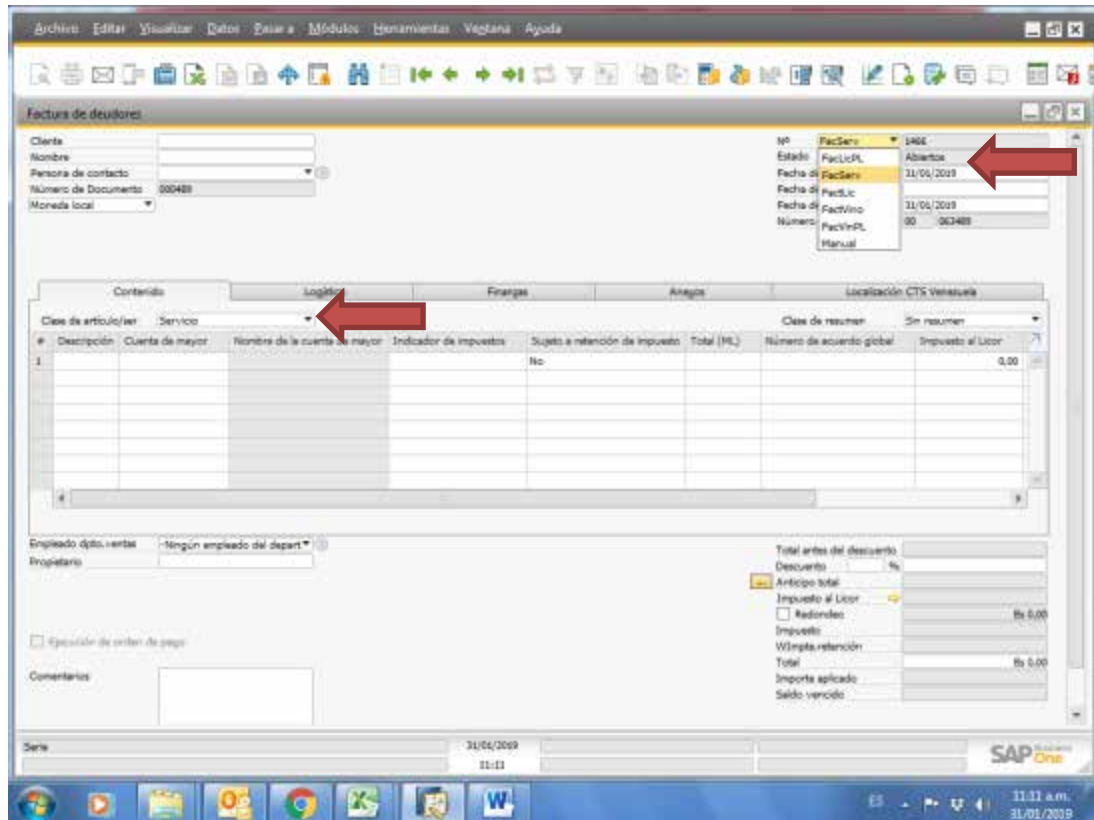 Archivo Editar Visualizar Datos Pasar a Módulos Herramientas Ventana Ayuda
Factura de deudores
Cliente
Nombre
Persona de contacto
Número de Documento 000489
Moneda local
Nº FacServ 1466
Estado FacLicPL Abiertos
Fecha d FacServ 31/01/2019
Fecha d FactLic
Fecha d FactVino 31/01/2019
Número FacVinPL 00 063489
Manual
Contenido Logístic Finanzas Anexos Localización CTS Venezuela
Clase de artículo/ser Servicio Clase de resumen Sin resumen
# Descripción Cuenta de mayor Nombre de la cuenta de mayor Indicador de impuestos Sujeto a retención de impuesto Total (ML) Número de acuerdo global Impuesto al Licor
1 No 0,00
Empleado dpto.ventas -Ningún empleado del depart
Propietario
Total antes del descuento
Descuento %
... Anticipo total
Impuesto al Licor
Redondeo Bs 0,00
Impuesto
WImpte.retención
Total Bs 0,00
Importe aplicado
Saldo vencido
Ejecución de orden de pago
Comentarios
Serie 31/01/2019
11:11
SAP Business One
ES 11:11 a.m.
31/01/2019